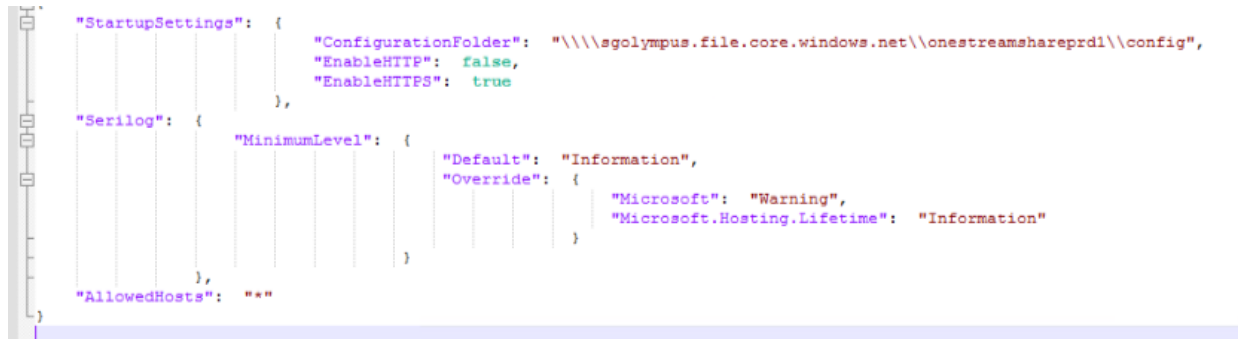 "StartupSettings": {
"ConfigurationFolder": "\\\\sgolympus.file.core.windows.net\\onestreamshareprd1\\config",
"EnableHTTP": false,
"EnableHTTPS": true
},
"Serilog": {
"MinimumLevel": {
"Default": "Information",
"Override": {
"Microsoft": "Warning",
"Microsoft.Hosting.Lifetime": "Information"
}
}
},
"AllowedHosts": "*"
}